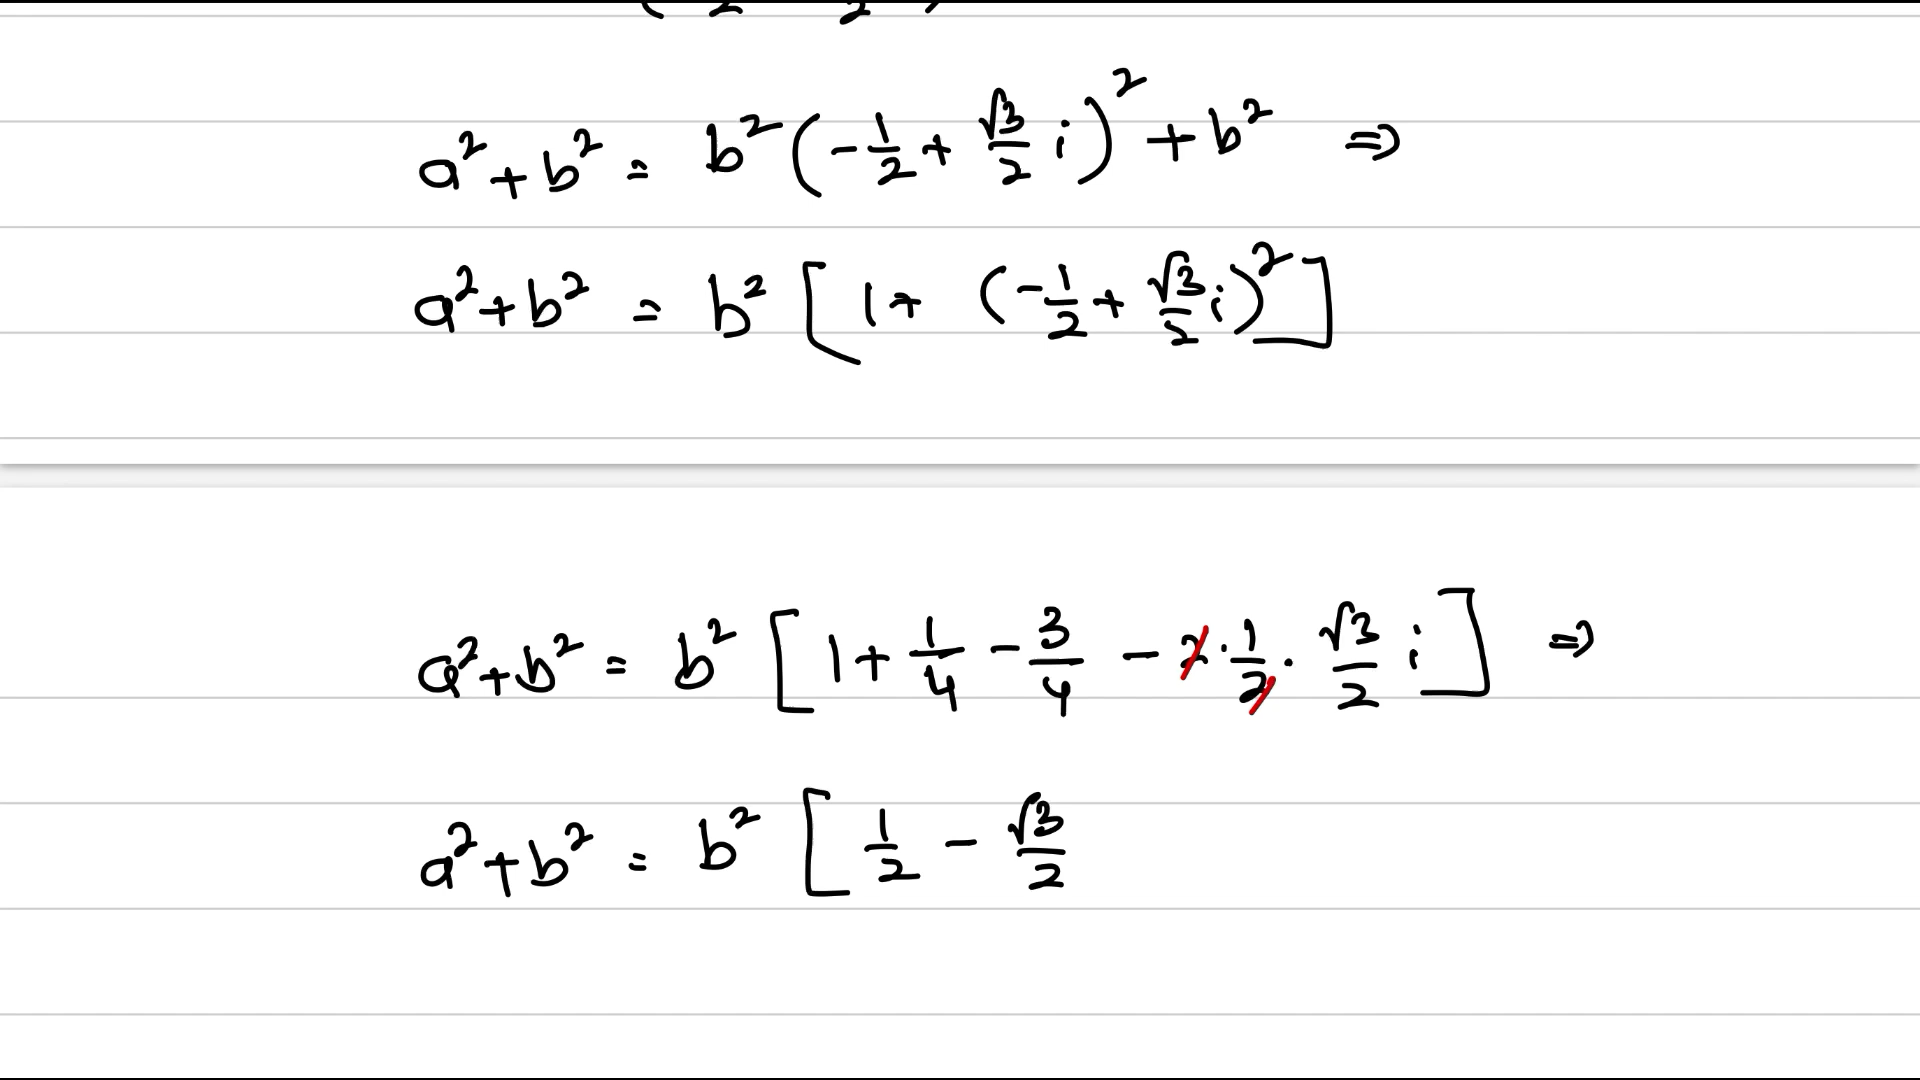 a² + b² = b² (-1/2 + √3/2 i)² + b² ⇒
a² + b² = b² [1 + (-1/2 + √3/2 i)²]
a² + b² = b² [1 + 1/4 - 3/4 - 2 · 1/2 · √3/2 i] ⇒
a² + b² = b² [1/2 - √3/2